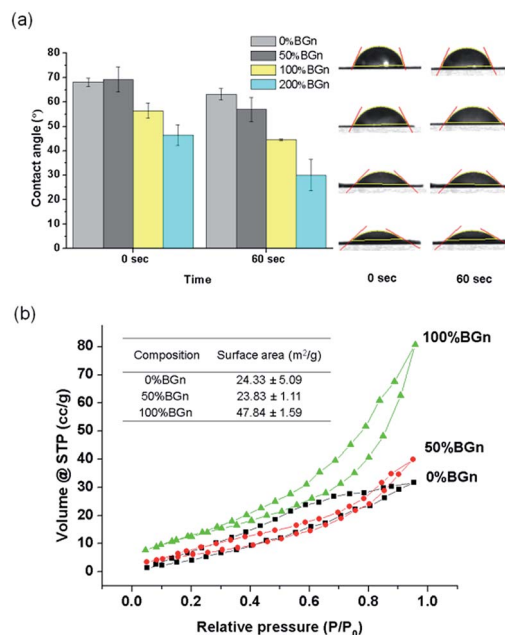 (a)
0%BGn
50%BGn
100%BGn
200%BGn
80
70
60
50
40
30
20
10
0
Contact angle (°)
0 sec
60 sec
Time
0 sec
60 sec
(b)
Composition Surface area (m²/g)
0%BGn 24.33 ± 5.09
50%BGn 23.83 ± 1.11
100%BGn 47.84 ± 1.59
100%BGn
50%BGn
0%BGn
80
70
60
50
40
30
20
10
0
Volume @ STP (cc/g)
0.0 0.2 0.4 0.6 0.8 1.0
Relative pressure (P/P₀)